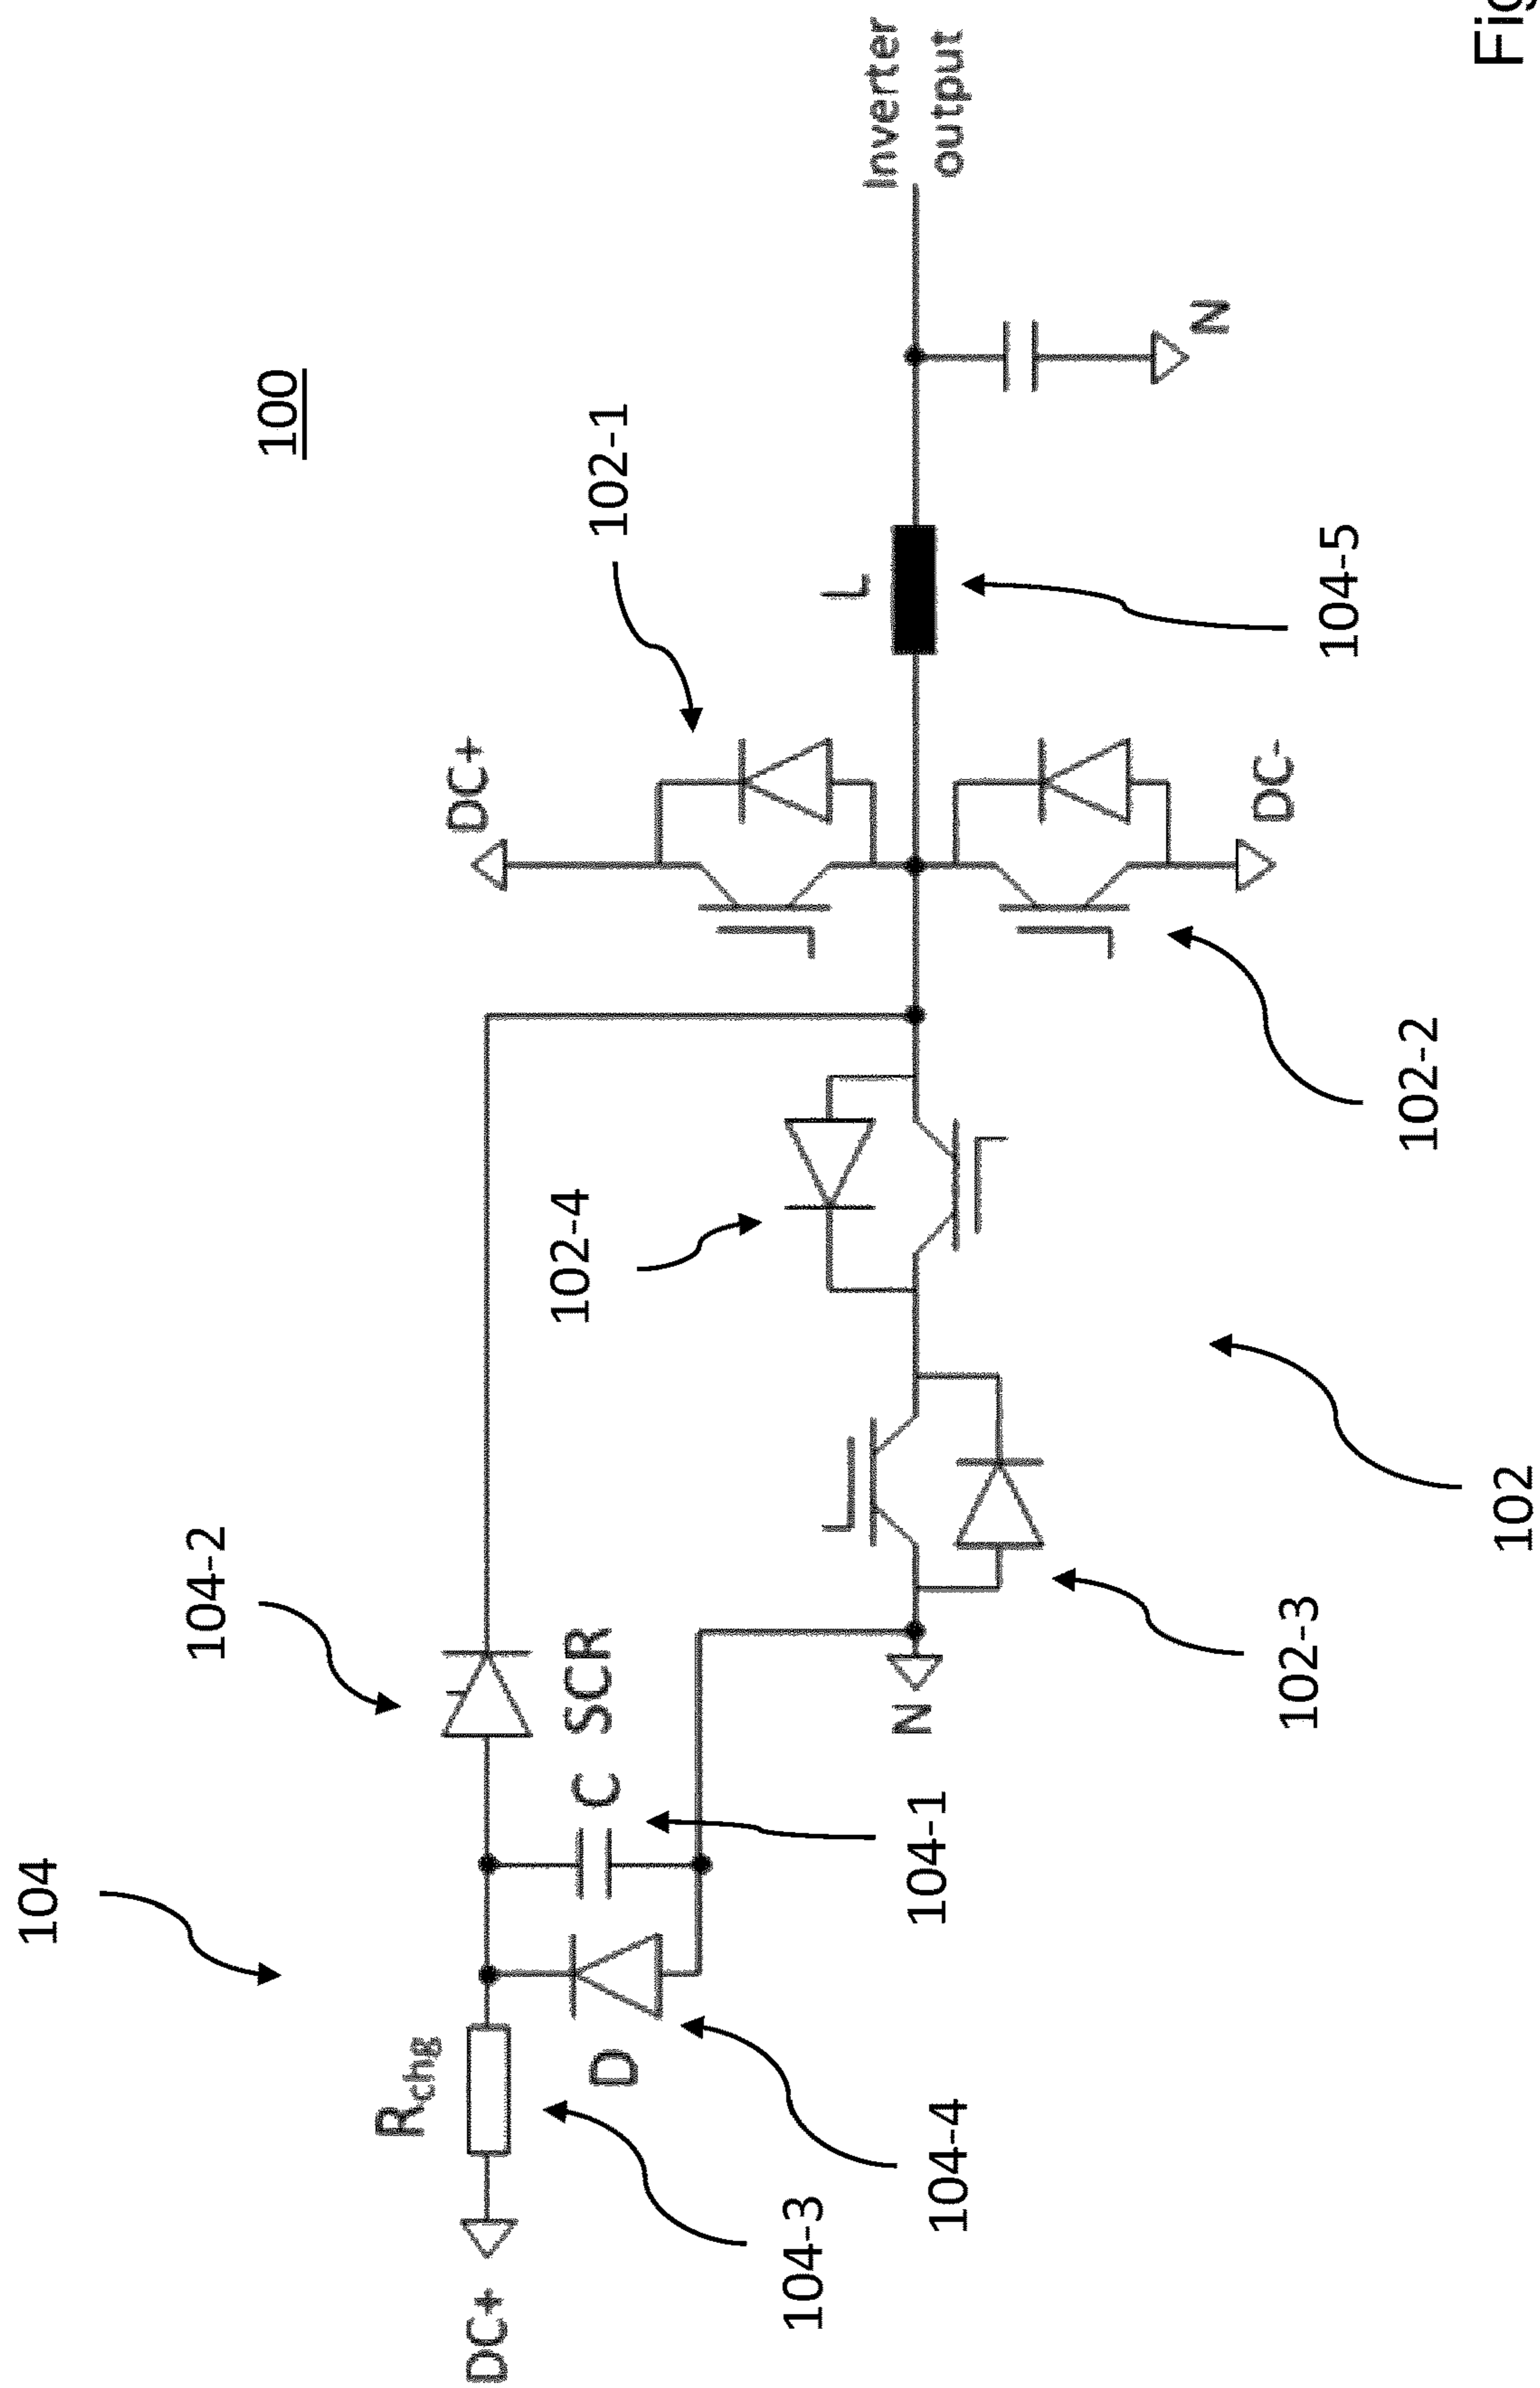 100
104
104-2
R_chg
DC+
104-3
D
104-4
C
SCR
104-1
102-4
DC+
102-1
L
Inverter
output
N
102-3
102
102-2
DC-
104-5
N
Fig